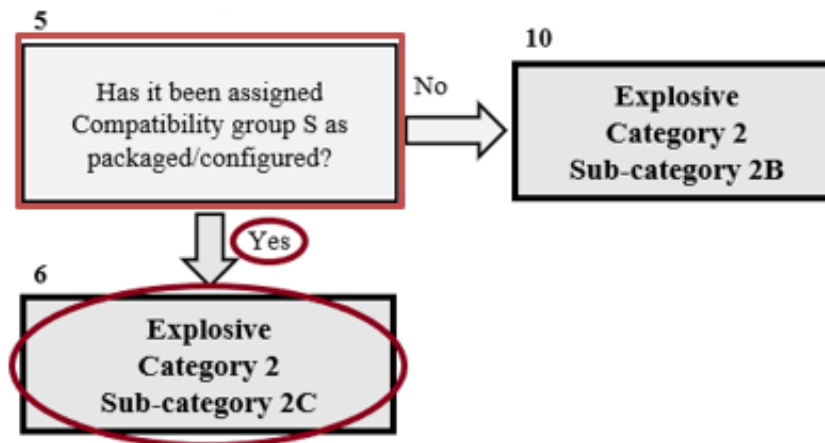 5
Has it been assigned
Compatibility group S as
packaged/configured?
No
10
Explosive
Category 2
Sub-category 2B
Yes
6
Explosive
Category 2
Sub-category 2C